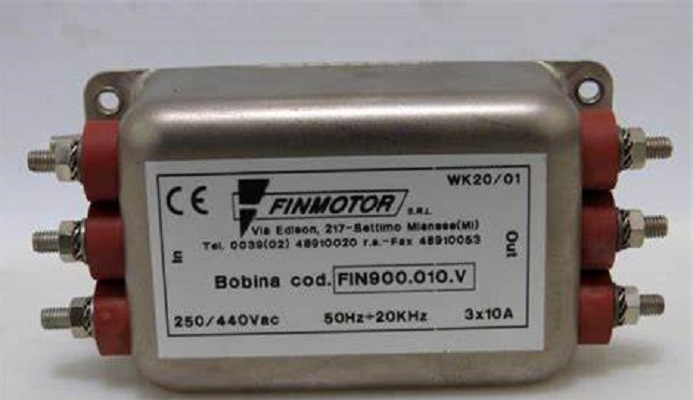 CE
FINMOTOR S.R.L.
WK20/01
Via Edison, 217-Settimo Milanese(MI)
Tel. 0039(02) 48910020 r.a.-Fax 48910053
In
Out
Bobina cod. FIN900.010.V
250/440Vac 50Hz÷20KHz 3x10A